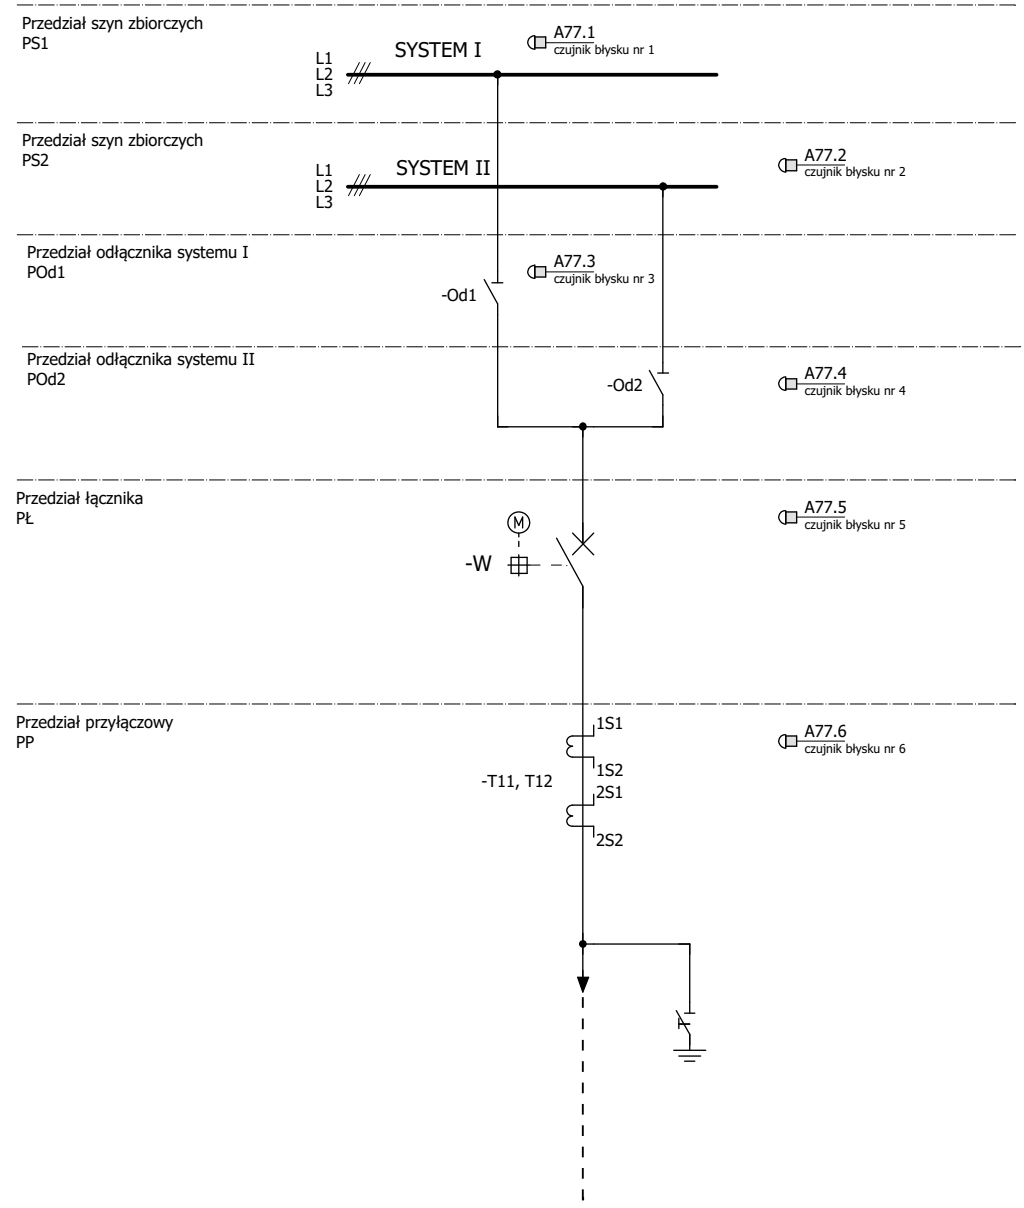 Przedział szyn zbiorczych
PS1
L1
L2
L3
SYSTEM I
A77.1
czujnik błysku nr 1
Przedział szyn zbiorczych
PS2
L1
L2
L3
SYSTEM II
A77.2
czujnik błysku nr 2
Przedział odłącznika systemu I
POd1
-Od1
A77.3
czujnik błysku nr 3
Przedział odłącznika systemu II
POd2
-Od2
A77.4
czujnik błysku nr 4
Przedział łącznika
PŁ
M
-W
A77.5
czujnik błysku nr 5
Przedział przyłączowy
PP
-T11, T12
1S1
1S2
2S1
2S2
A77.6
czujnik błysku nr 6